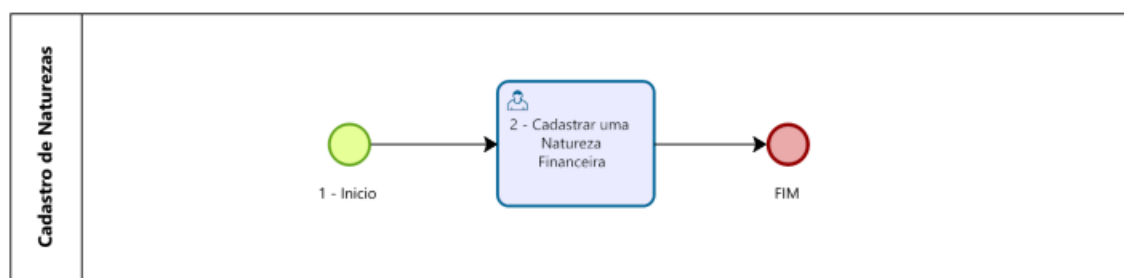 Cadastro de Naturezas
1 - Inicio
2 - Cadastrar uma
Natureza
Financeira
FIM